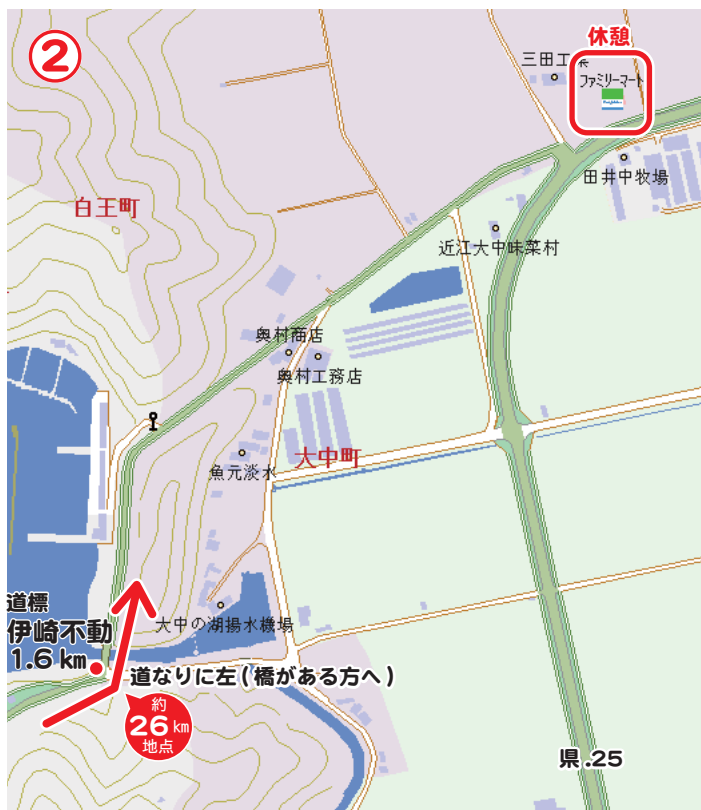 ②
休憩
三田工業
ファミリーマート
田井中牧場
白王町
近江大中味菜村
奥村商店
奥村工務店
大中町
魚元淡水
道標
伊崎不動
1.6 km
大中の湖揚水機場
道なりに左(橋がある方へ)
約
26 km
地点
県.25